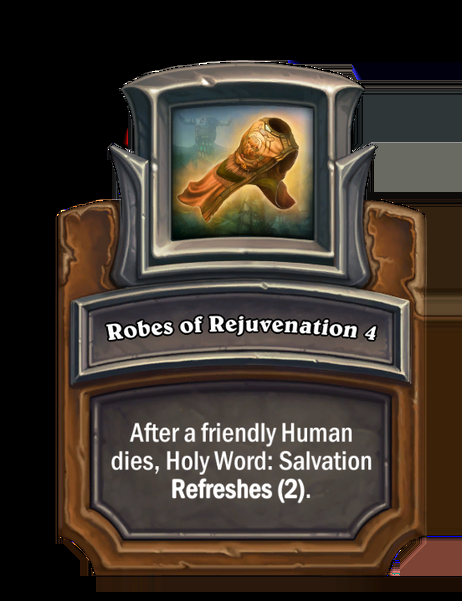 Robes of Rejuvenation 4
After a friendly Human
dies, Holy Word: Salvation
Refreshes (2).